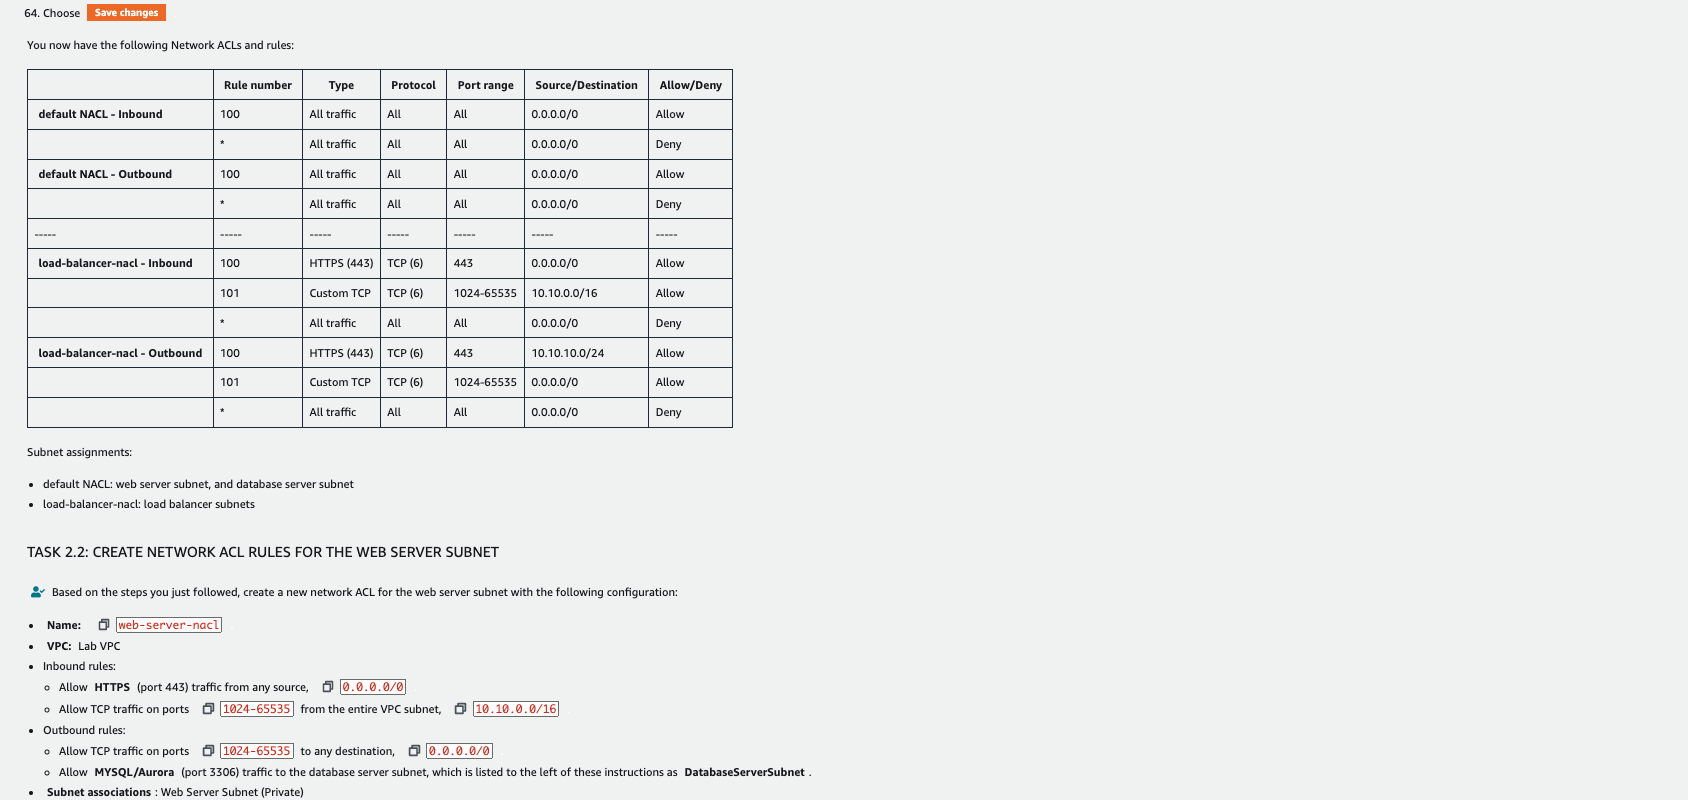 64. Choose Save changes
You now have the following Network ACLs and rules:
Rule number Type Protocol Port range Source/Destination Allow/Deny
default NACL - Inbound 100 All traffic All All 0.0.0.0/0 Allow
* All traffic All All 0.0.0.0/0 Deny
default NACL - Outbound 100 All traffic All All 0.0.0.0/0 Allow
* All traffic All All 0.0.0.0/0 Deny
----- ----- ----- ----- ----- ----- -----
load-balancer-nacl - Inbound 100 HTTPS (443) TCP (6) 443 0.0.0.0/0 Allow
101 Custom TCP TCP (6) 1024-65535 10.10.0.0/16 Allow
* All traffic All All 0.0.0.0/0 Deny
load-balancer-nacl - Outbound 100 HTTPS (443) TCP (6) 443 10.10.10.0/24 Allow
101 Custom TCP TCP (6) 1024-65535 0.0.0.0/0 Allow
* All traffic All All 0.0.0.0/0 Deny
Subnet assignments:
• default NACL: web server subnet, and database server subnet
• load-balancer-nacl: load balancer subnets
TASK 2.2: CREATE NETWORK ACL RULES FOR THE WEB SERVER SUBNET
Based on the steps you just followed, create a new network ACL for the web server subnet with the following configuration:
• Name: web-server-nacl
• VPC: Lab VPC
• Inbound rules:
◦ Allow HTTPS (port 443) traffic from any source, 0.0.0.0/0
◦ Allow TCP traffic on ports 1024-65535 from the entire VPC subnet, 10.10.0.0/16
• Outbound rules:
◦ Allow TCP traffic on ports 1024-65535 to any destination, 0.0.0.0/0
◦ Allow MYSQL/Aurora (port 3306) traffic to the database server subnet, which is listed to the left of these instructions as DatabaseServerSubnet .
• Subnet associations : Web Server Subnet (Private)